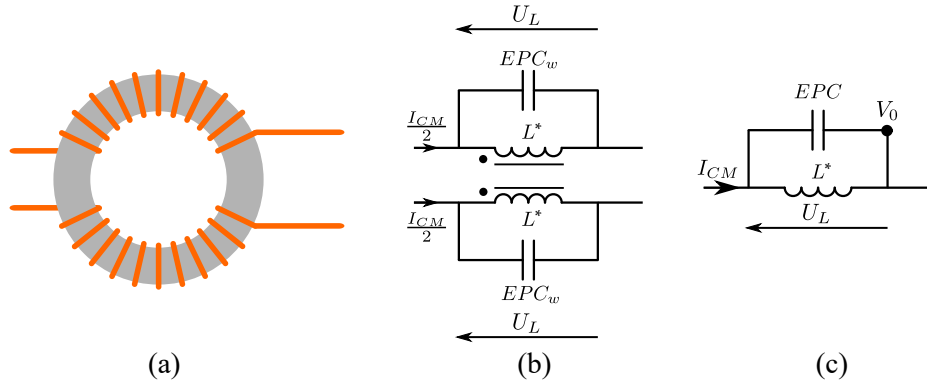 U_L
EPC_w
I_CM/2
L*
I_CM/2
L*
EPC_w
U_L
EPC
V_0
I_CM
L*
U_L
(a)
(b)
(c)